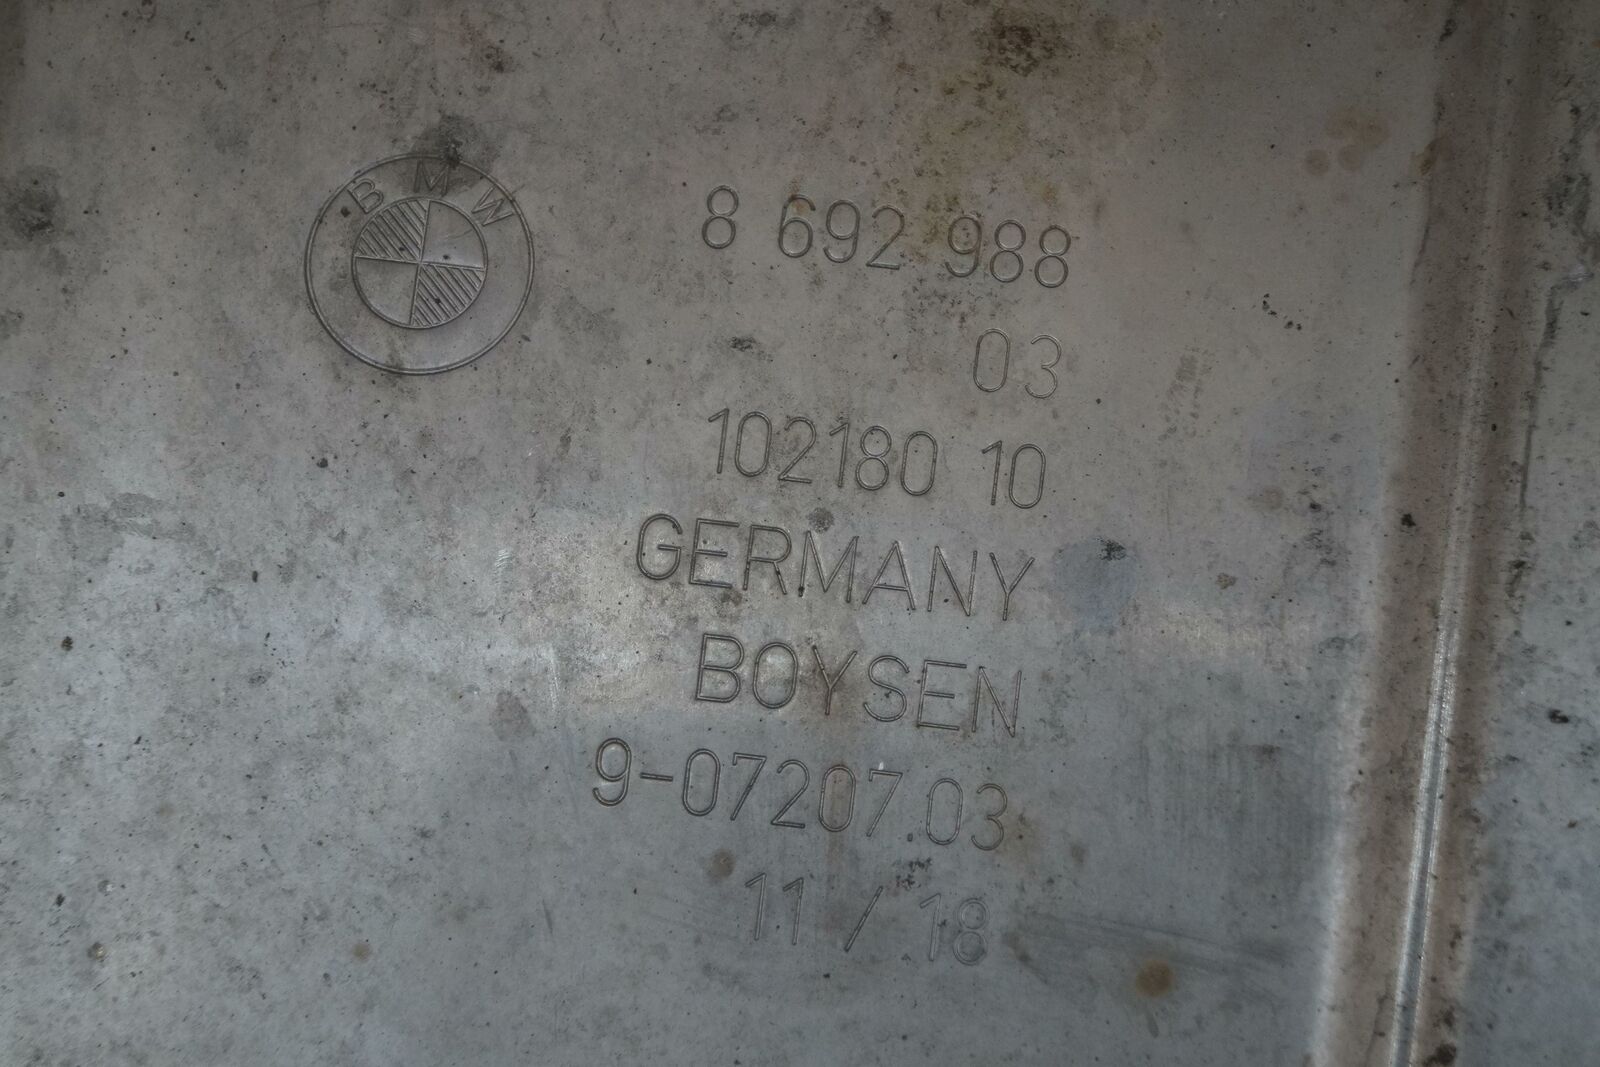 BMW
8 692 988
03
102180 10
GERMANY
BOYSEN
9-07207.03
11 / 18